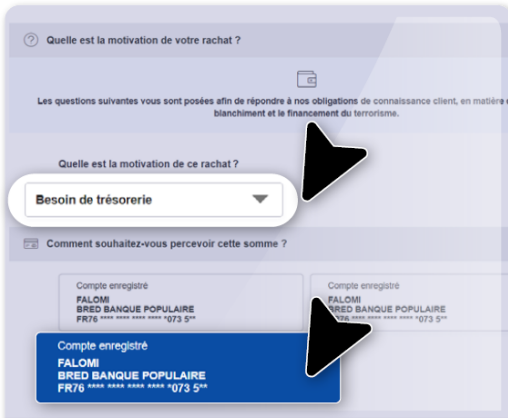 Quelle est la motivation de votre rachat ?
Les questions suivantes vous sont posées afin de répondre à nos obligations de connaissance client, en matière
blanchiment et le financement du terrorisme.
Quelle est la motivation de ce rachat ?
Besoin de trésorerie
Comment souhaitez-vous percevoir cette somme ?
Compte enregistré
FALOMI
BRED BANQUE POPULAIRE
FR76 **** **** **** **** *073 5**
Compte enregistré
FALOMI
BRED BANQUE POPULAIRE
FR76 **** **** **** **** *073 5**
Compte enregistré
FALOMI
BRED BANQUE POPULAIRE
FR76 **** **** **** **** *073 5**